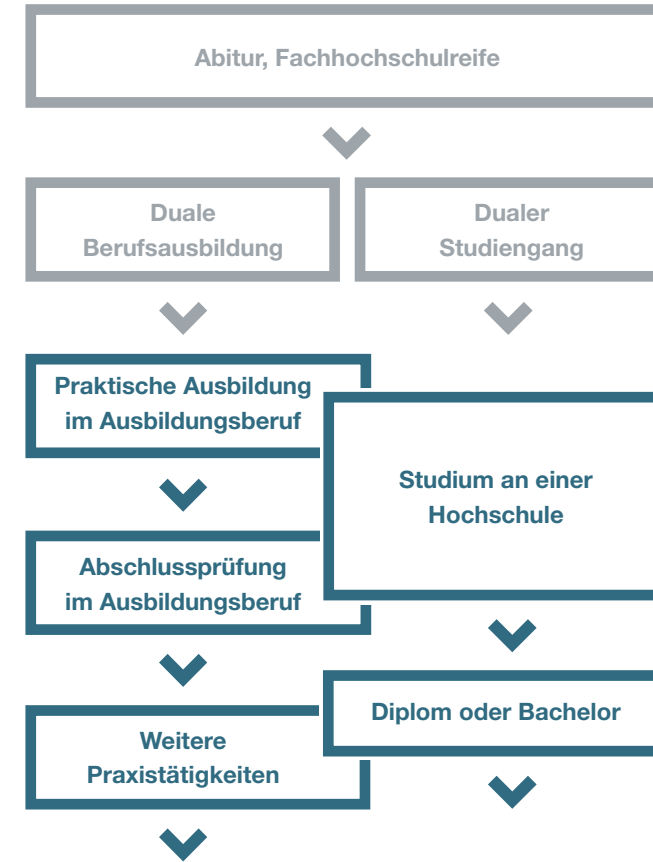 Abitur, Fachhochschulreife
Duale
Berufsausbildung
Dualer
Studiengang
Praktische Ausbildung
im Ausbildungsberuf
Studium an einer
Hochschule
Abschlussprüfung
im Ausbildungsberuf
Diplom oder Bachelor
Weitere
Praxistätigkeiten